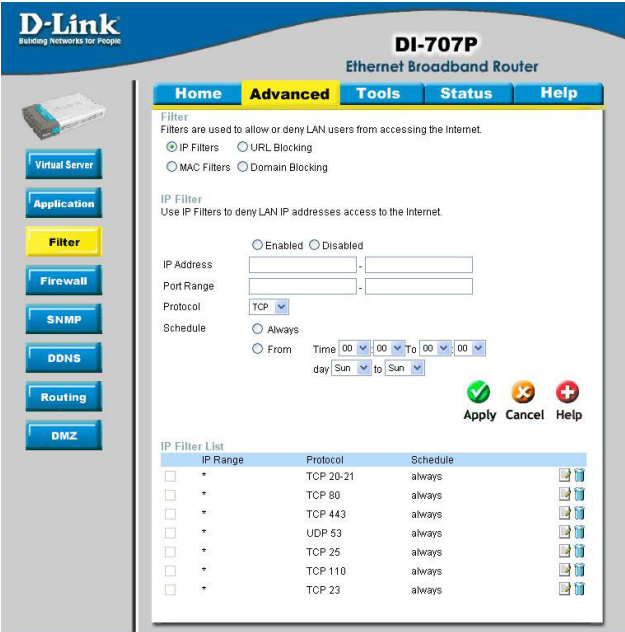 D-Link
Building Networks for People
DI-707P
Ethernet Broadband Router
Home Advanced Tools Status Help
Virtual Server
Application
Filter
Firewall
SNMP
DDNS
Routing
DMZ
Filter
Filters are used to allow or deny LAN users from accessing the Internet.
IP Filters URL Blocking
MAC Filters Domain Blocking
IP Filter
Use IP Filters to deny LAN IP addresses access to the Internet.
Enabled Disabled
IP Address -
Port Range -
Protocol TCP
Schedule Always
From Time 00 : 00 To 00 : 00
day Sun to Sun
Apply Cancel Help
IP Filter List
IP Range Protocol Schedule
* TCP 20-21 always
* TCP 80 always
* TCP 443 always
* UDP 53 always
* TCP 25 always
* TCP 110 always
* TCP 23 always